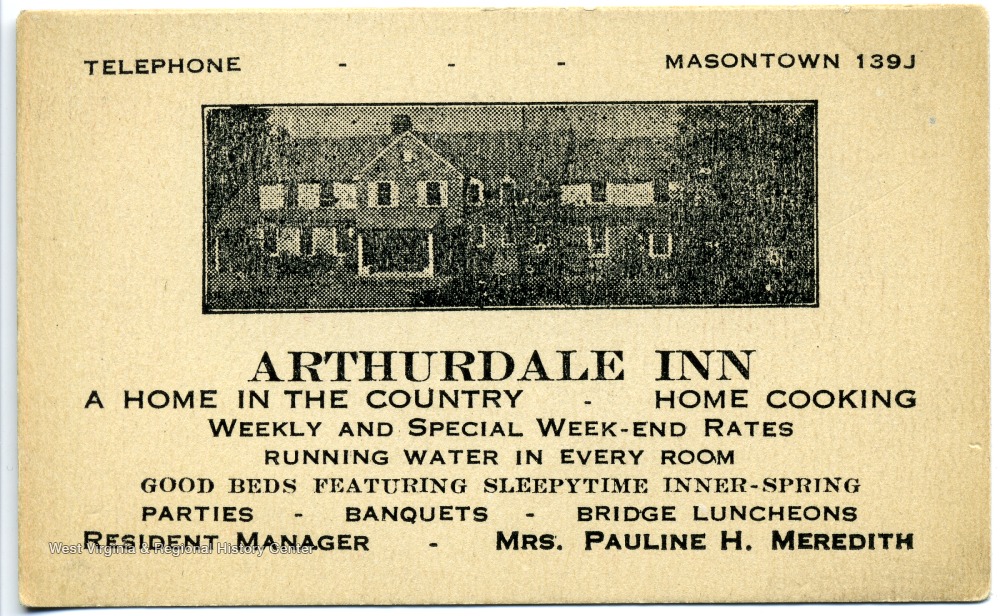 TELEPHONE - - - MASONTOWN 139J
ARTHURDALE INN
A HOME IN THE COUNTRY - HOME COOKING
WEEKLY AND SPECIAL WEEK-END RATES
RUNNING WATER IN EVERY ROOM
GOOD BEDS FEATURING SLEEPYTIME INNER-SPRING
PARTIES - BANQUETS - BRIDGE LUNCHEONS
RESIDENT MANAGER - MRS. PAULINE H. MEREDITH
West Virginia & Regional History Center